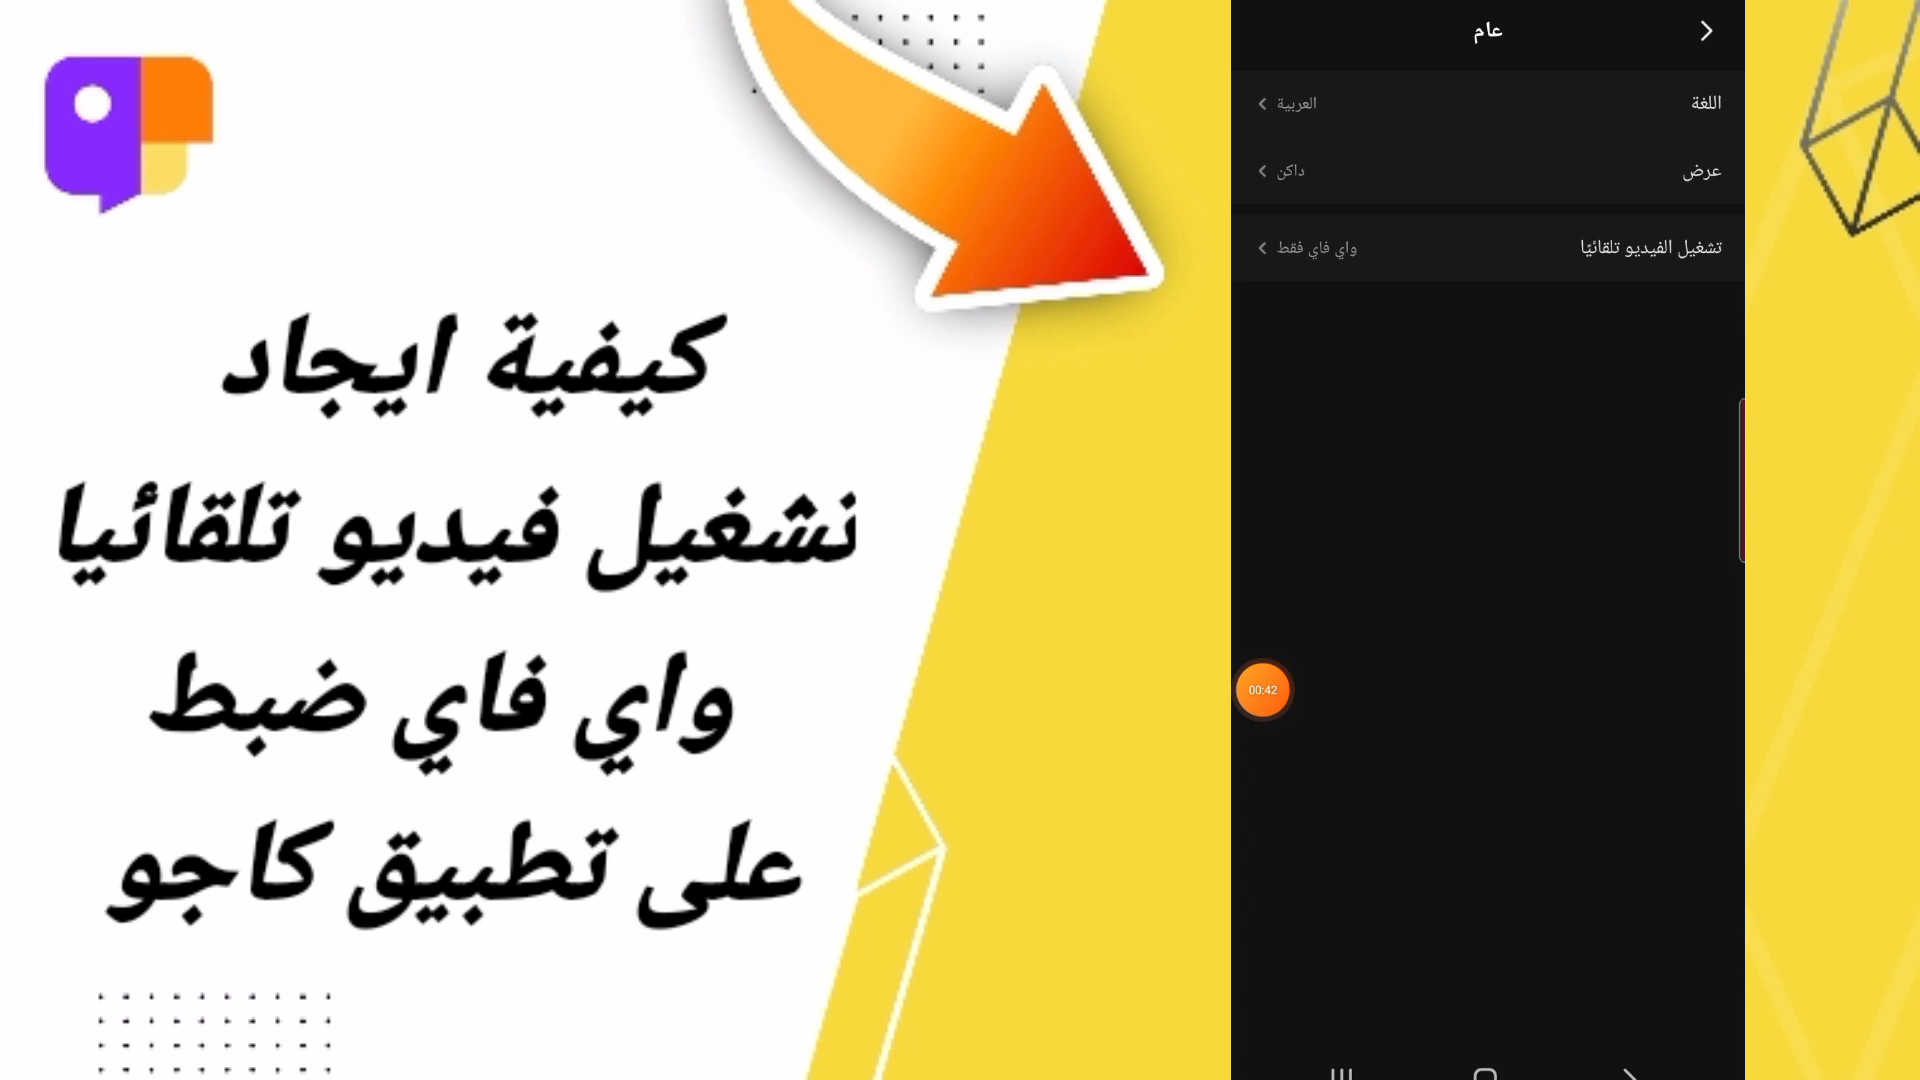 كيفية ايجاد
نشغيل فيديو تلقائيا
واي فاي ضبط
على تطبيق كاجو
عام
اللغة العربية
عرض داكن
تشغيل الفيديو تلقائيًا واي فاي فقط
00:42